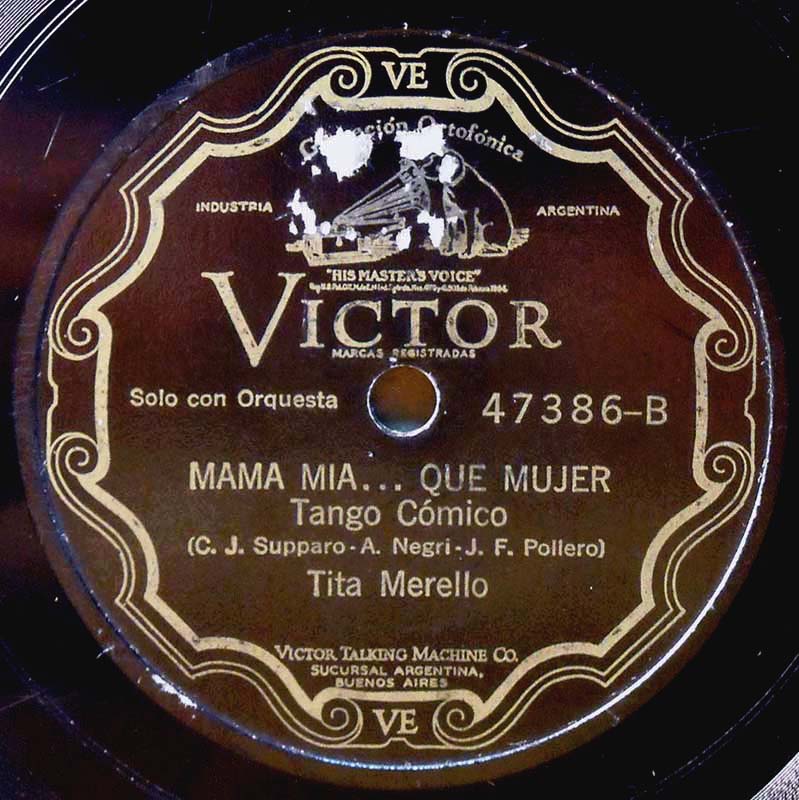 VE
Ortofónica
INDUSTRIA
ARGENTINA
"HIS MASTER'S VOICE"
VICTOR
MARCAS REGISTRADAS
Solo con Orquesta
47386-B
MAMA MIA... QUE MUJER
Tango Cómico
(C. J. Supparo-A. Negri-J. F. Pollero)
Tita Merello
VICTOR TALKING MACHINE CO.
SUCURSAL ARGENTINA,
BUENOS AIRES
VE